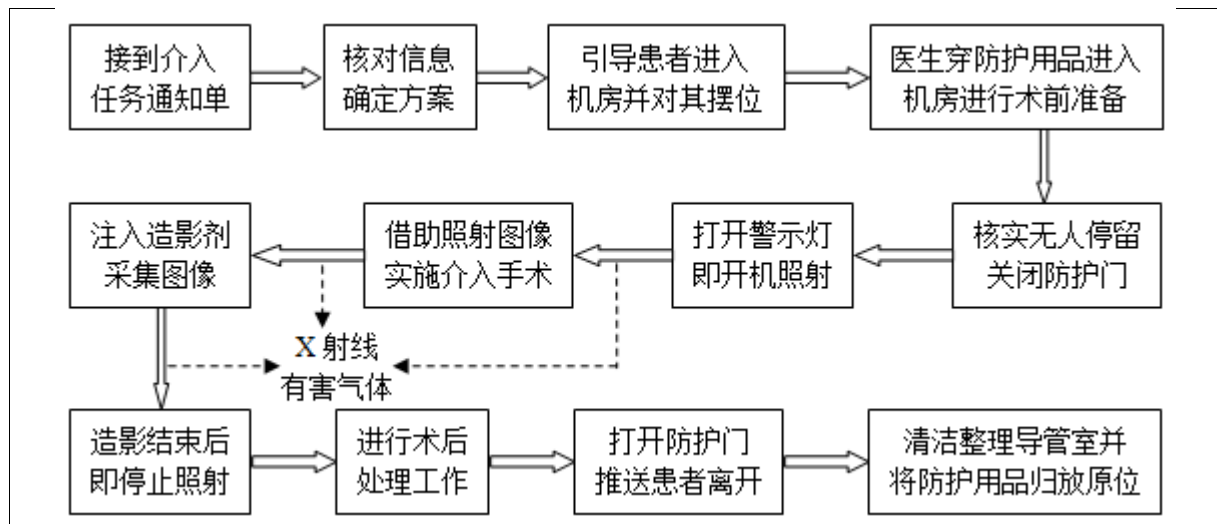 接到介入
任务通知单
核对信息
确定方案
引导患者进入
机房并对其摆位
医生穿防护用品进入
机房进行术前准备
核实无人停留
关闭防护门
打开警示灯
即开机照射
借助照射图像
实施介入手术
注入造影剂
采集图像
X 射线
有害气体
造影结束后
即停止照射
进行术后
处理工作
打开防护门
推送患者离开
清洁整理导管室并
将防护用品归放原位